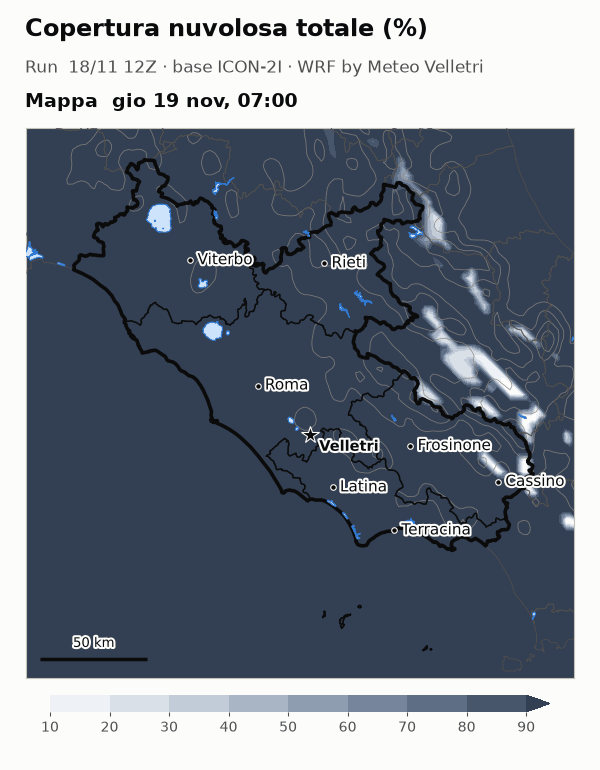 Copertura nuvolosa totale (%)
Run 18/11 12Z · base ICON-2I · WRF by Meteo Velletri
Mappa gio 19 nov, 07:00
Viterbo
Rieti
Roma
Velletri
Frosinone
Cassino
Latina
Terracina
50 km
10 20 30 40 50 60 70 80 90